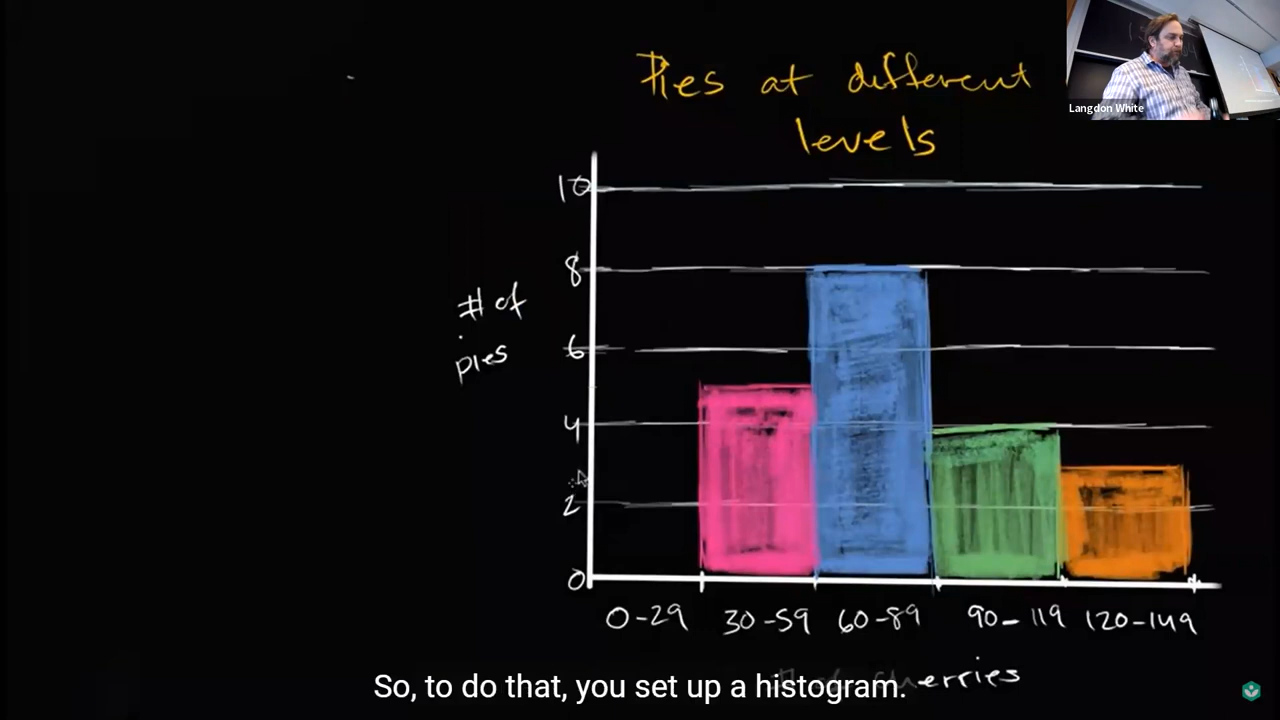 Pies at different
levels
Langdon White
10
8
# of
pies
6
4
2
0
0-29 30-59 60-89 90-119 120-149
So, to do that, you set up a histogram.